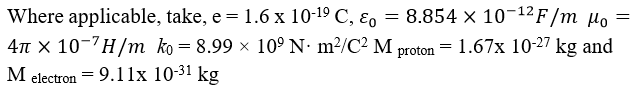 Where applicable, take, e = 1.6 x 10⁻¹⁹ C, ε₀ = 8.854 × 10⁻¹²F/m μ₀ =
4π × 10⁻⁷H/m k₀ = 8.99 × 10⁹ N· m²/C² M proton = 1.67x 10⁻²⁷ kg and
M electron = 9.11x 10⁻³¹ kg